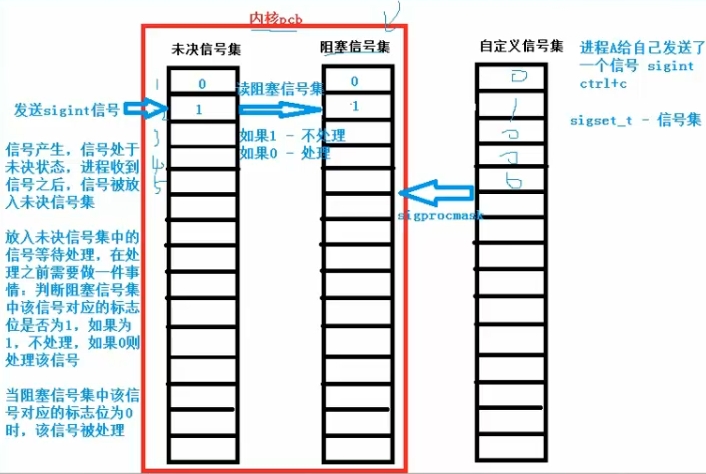 内核pcb
未决信号集
阻塞信号集
自定义信号集
进程A给自己发送了
一个信号 sigint
ctrl+c
sigset_t - 信号集
发送sigint信号
读阻塞信号集
如果1 - 不处理
如果0 - 处理
sigprocmask
1
3
4
5
0
1
0
1
0
1
信号产生，信号处于
未决状态，进程收到
信号之后，信号被放
入未决信号集
放入未决信号集中的
信号等待处理，在处
理之前需要做一件事
情：判断阻塞信号集
中该信号对应的标志
位是否为1，如果为
1，不处理，如果0则
处理该信号
当阻塞信号集中该信
号对应的标志位为0
时，该信号被处理